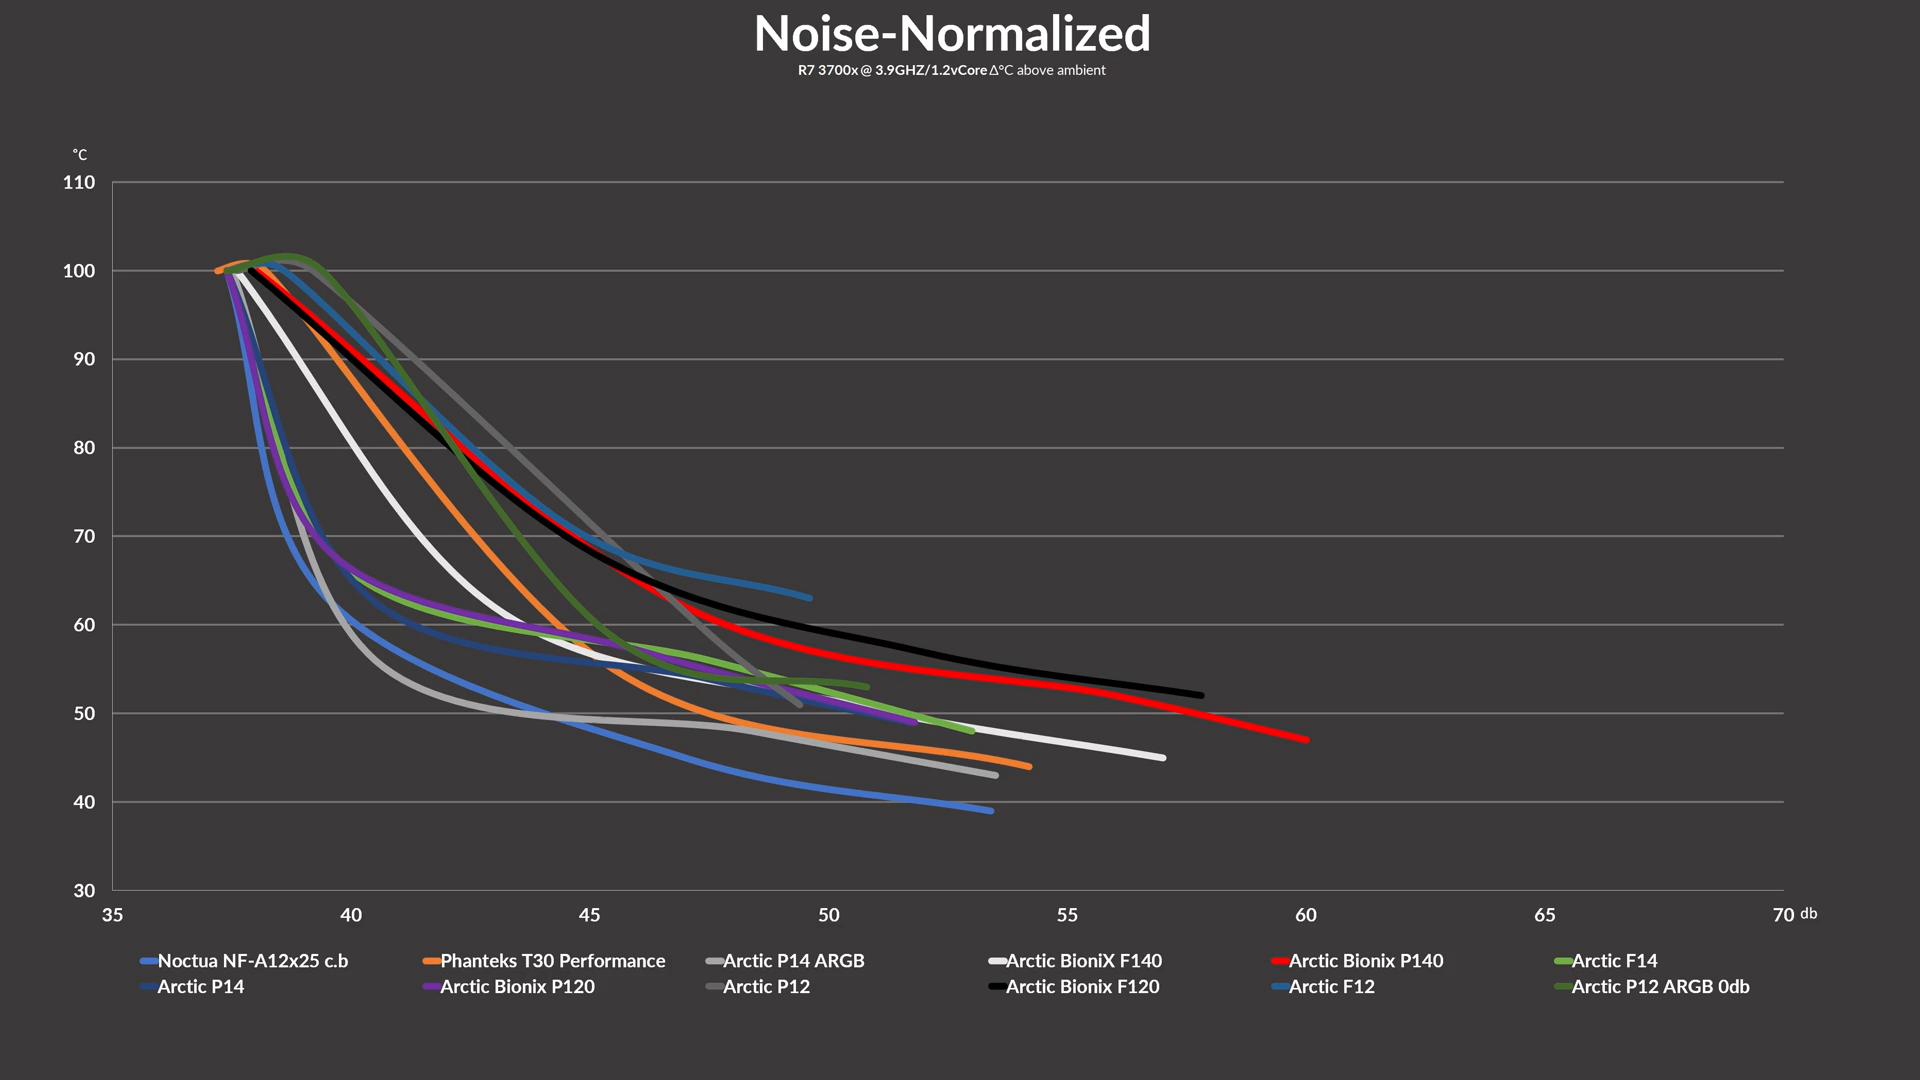 Noise-Normalized
R7 3700x @ 3.9GHZ/1.2vCore Δ°C above ambient
°C
110
100
90
80
70
60
50
40
30
35 40 45 50 55 60 65 70 db
Noctua NF-A12x25 c.b Phanteks T30 Performance Arctic P14 ARGB Arctic BioniX F140 Arctic Bionix P140 Arctic F14
Arctic P14 Arctic Bionix P120 Arctic P12 Arctic Bionix F120 Arctic F12 Arctic P12 ARGB 0db